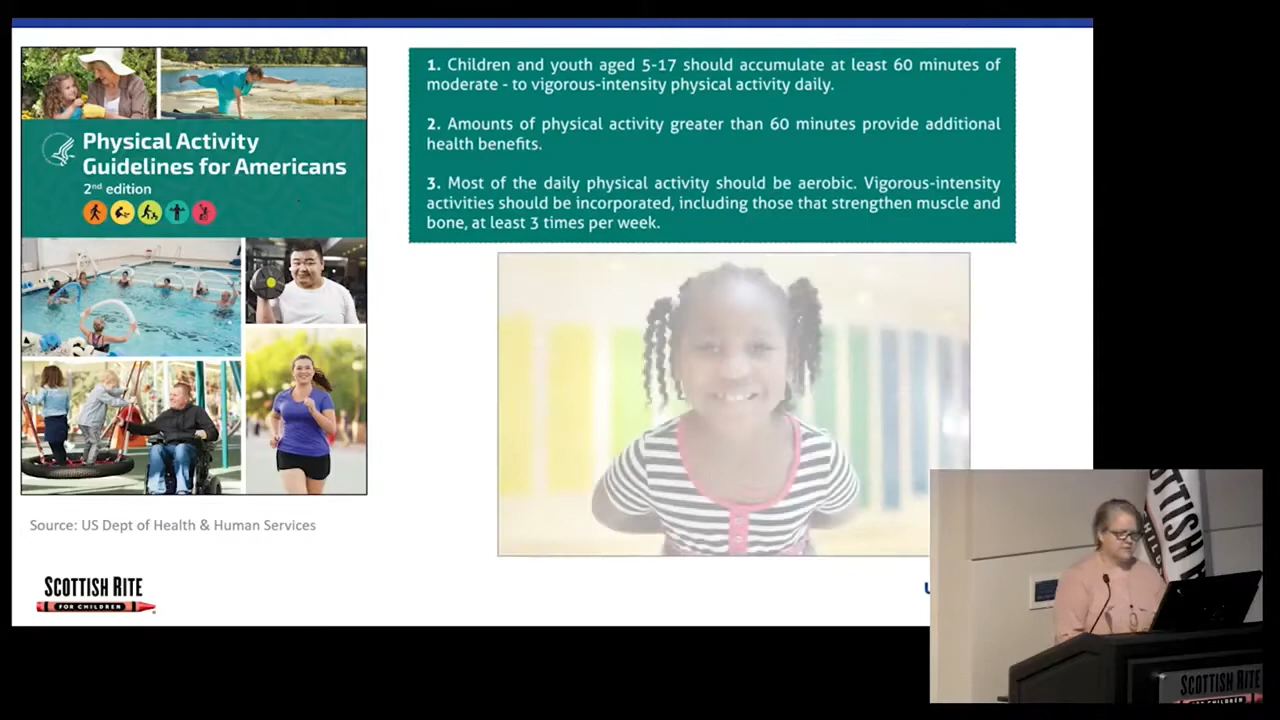 Physical Activity
Guidelines for Americans
2nd edition
1. Children and youth aged 5-17 should accumulate at least 60 minutes of
moderate - to vigorous-intensity physical activity daily.
2. Amounts of physical activity greater than 60 minutes provide additional
health benefits.
3. Most of the daily physical activity should be aerobic. Vigorous-intensity
activities should be incorporated, including those that strengthen muscle and
bone, at least 3 times per week.
Source: US Dept of Health & Human Services
SCOTTISH RITE
FOR CHILDREN
SCOTTISH RITE
FOR CHILDREN